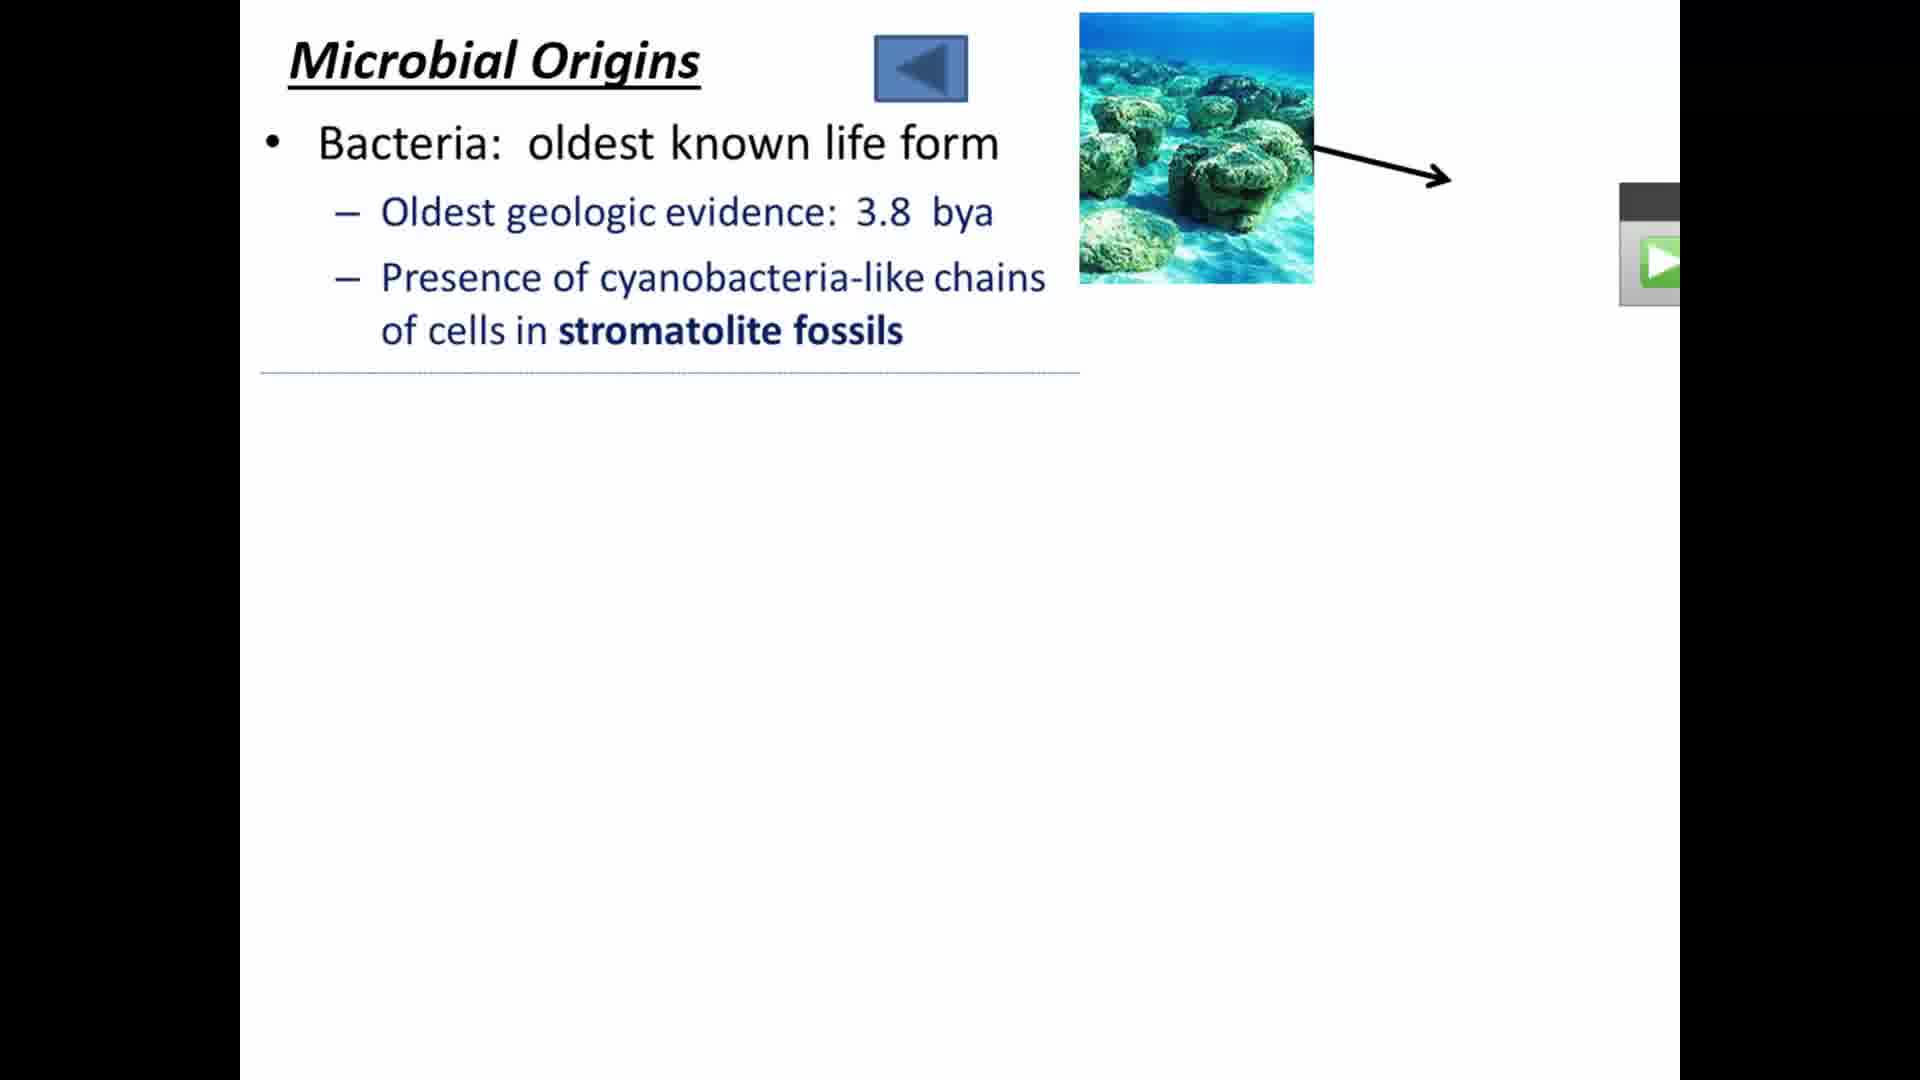 Microbial Origins
• Bacteria: oldest known life form
– Oldest geologic evidence: 3.8 bya
– Presence of cyanobacteria-like chains
of cells in stromatolite fossils